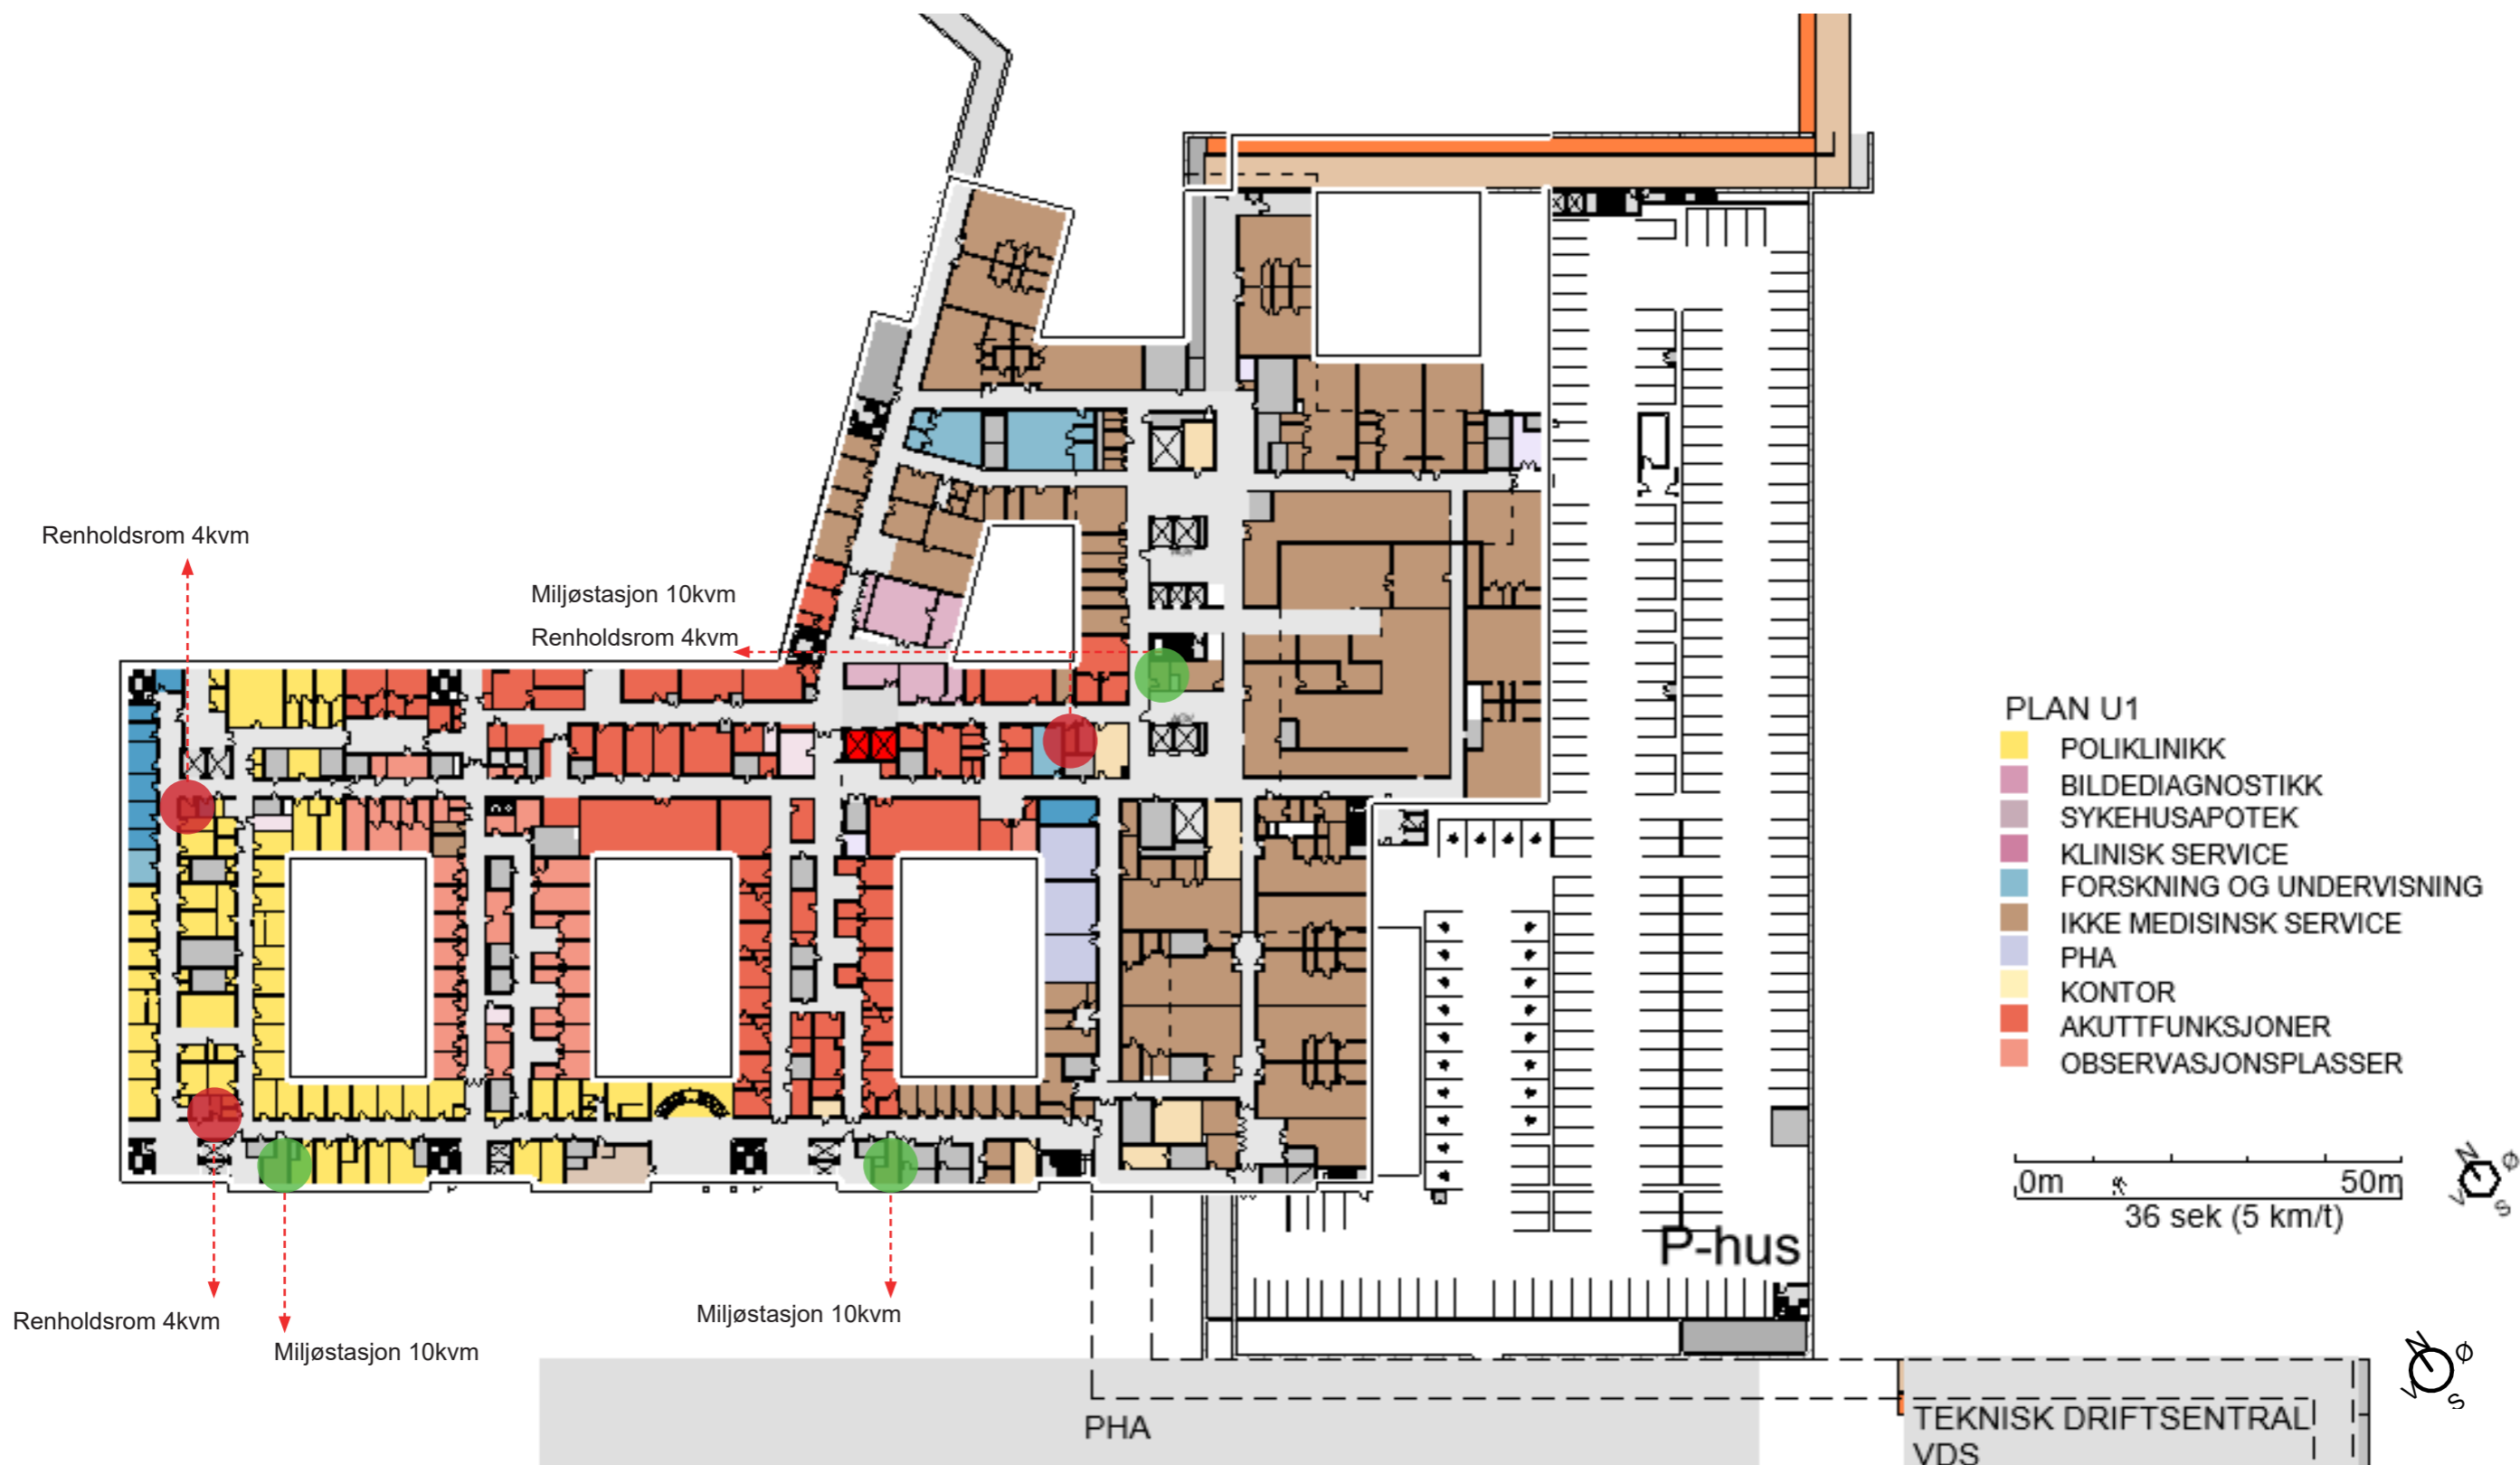 Renholdsrom 4kvm
Miljøstasjon 10kvm
Renholdsrom 4kvm
PLAN U1
POLIKLINIKK
BILDEDIAGNOSTIKK
SYKEHUSAPOTEK
KLINISK SERVICE
FORSKNING OG UNDERVISNING
IKKE MEDISINSK SERVICE
PHA
KONTOR
AKUTTFUNKSJONER
OBSERVASJONSPLASSER
N
Ø
V
S
0m 50m
36 sek (5 km/t)
P-hus
Renholdsrom 4kvm
Miljøstasjon 10kvm
Miljøstasjon 10kvm
N
Ø
V
S
PHA
TEKNISK DRIFTSENTRAL
VDS